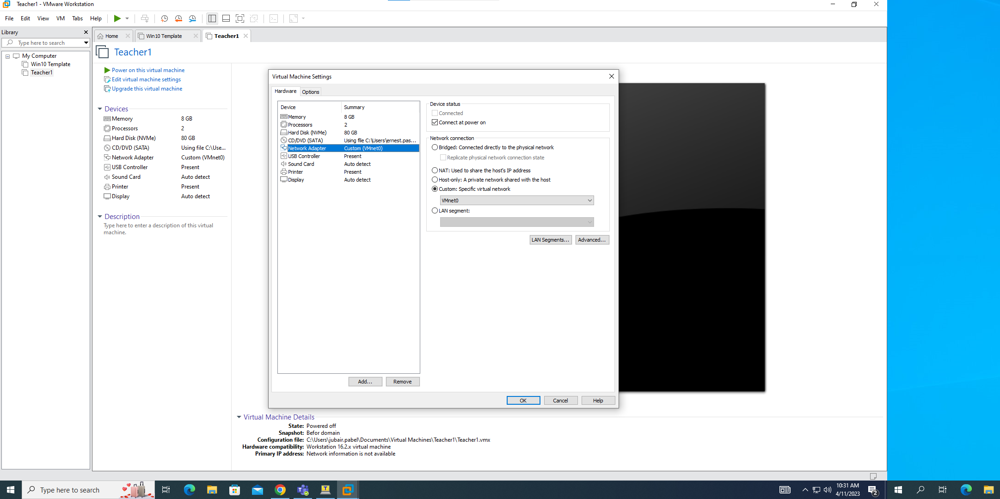 Teacher1 - VMware Workstation
File Edit View VM Tabs Help
Library
Type here to search
My Computer
Win10 Template
Teacher1
Home
Win10 Template
Teacher1
Teacher1
Power on this virtual machine
Edit virtual machine settings
Upgrade this virtual machine
Devices
Memory 8 GB
Processors 2
Hard Disk (NVMe) 80 GB
CD/DVD (SATA) Using file C:\Use...
Network Adapter Custom (VMnet0)
USB Controller Present
Sound Card Auto detect
Printer Present
Display Auto detect
Description
Type here to enter a description of this virtual
machine.
Virtual Machine Settings
Hardware Options
Device Summary
Memory 8 GB
Processors 2
Hard Disk (NVMe) 80 GB
CD/DVD (SATA) Using file C:\Users\ernest.pas...
Network Adapter Custom (VMnet0)
USB Controller Present
Sound Card Auto detect
Printer Present
Display Auto detect
Add... Remove
Device status
Connected
Connect at power on
Network connection
Bridged: Connected directly to the physical network
Replicate physical network connection state
NAT: Used to share the host's IP address
Host-only: A private network shared with the host
Custom: Specific virtual network
VMnet0
LAN segment:
LAN Segments... Advanced...
OK Cancel Help
Virtual Machine Details
State: Powered off
Snapshot: Befor domain
Configuration file: C:\Users\jubair.pabel\Documents\Virtual Machines\Teacher1\Teacher1.vmx
Hardware compatibility: Workstation 16.2.x virtual machine
Primary IP address: Network information is not available
Type here to search
10:31 AM
4/11/2023
2